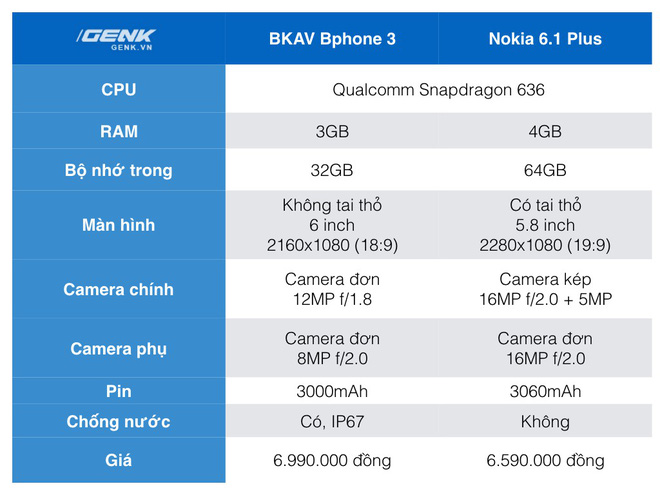 /GENK
GENK.VN
BKAV Bphone 3
Nokia 6.1 Plus
CPU
Qualcomm Snapdragon 636
RAM
3GB
4GB
Bộ nhớ trong
32GB
64GB
Màn hình
Không tai thỏ
6 inch
2160x1080 (18:9)
Có tai thỏ
5.8 inch
2280x1080 (19:9)
Camera chính
Camera đơn
12MP f/1.8
Camera kép
16MP f/2.0 + 5MP
Camera phụ
Camera đơn
8MP f/2.0
Camera đơn
16MP f/2.0
Pin
3000mAh
3060mAh
Chống nước
Có, IP67
Không
Giá
6.990.000 đồng
6.590.000 đồng